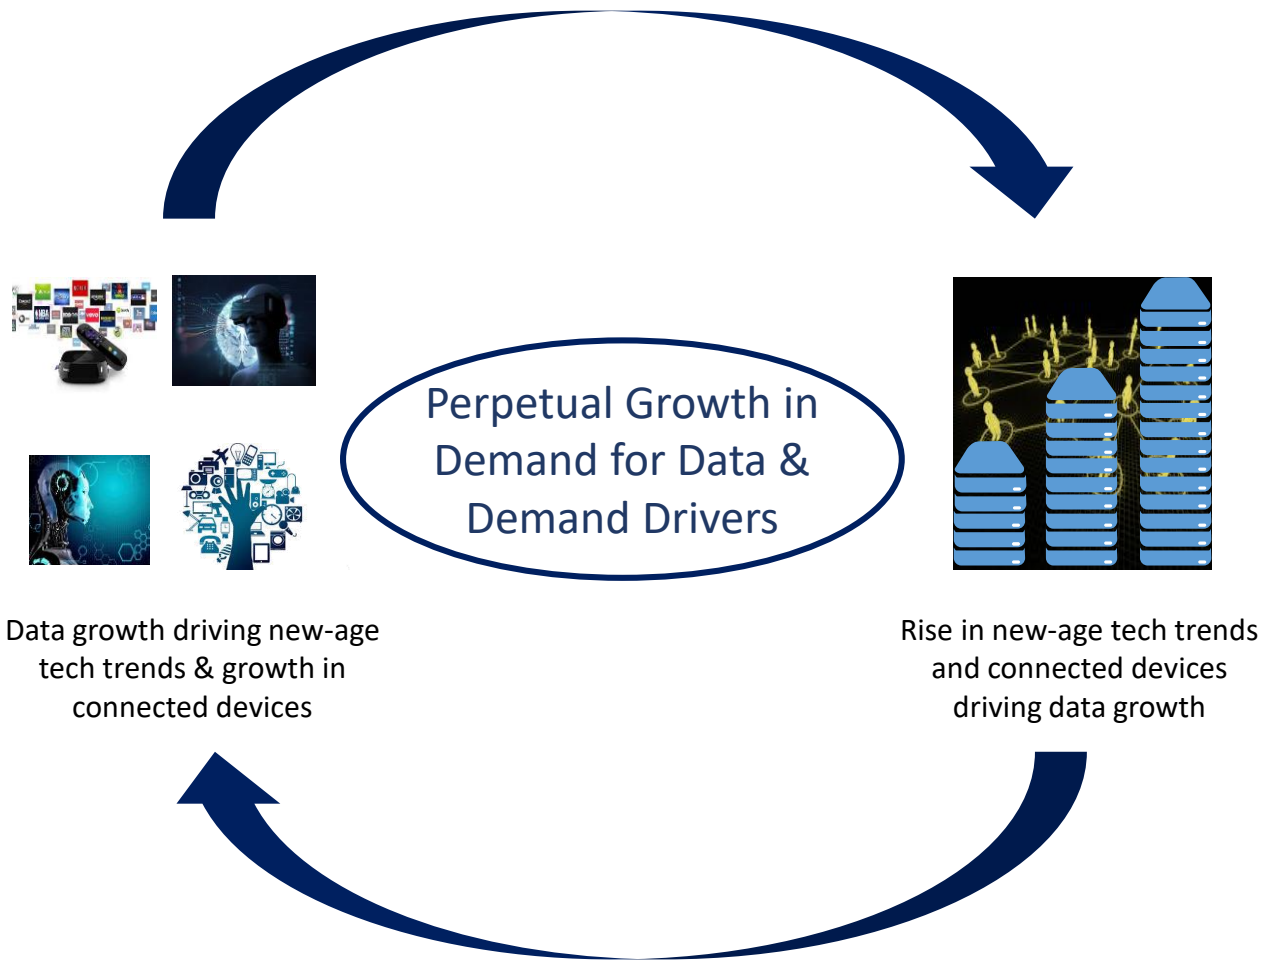 Perpetual Growth in
Demand for Data &
Demand Drivers
Data growth driving new-age
tech trends & growth in
connected devices
Rise in new-age tech trends
and connected devices
driving data growth